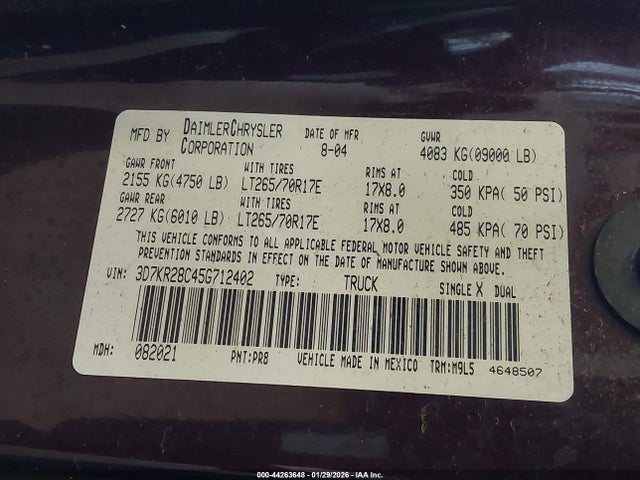 MFD BY DAIMLERCHRYSLER CORPORATION DATE OF MFR 8-04 GVWR 4083 KG(09000 LB)
GAWR FRONT WITH TIRES RIMS AT COLD
2155 KG(4750 LB) LT265/70R17E 17X8.0 350 KPA( 50 PSI)
GAWR REAR WITH TIRES RIMS AT COLD
2727 KG(6010 LB) LT265/70R17E 17X8.0 485 KPA( 70 PSI)
THIS VEHICLE CONFORMS TO ALL APPLICABLE FEDERAL MOTOR VEHICLE SAFETY AND THEFT
PREVENTION STANDARDS IN EFFECT ON THE DATE OF MANUFACTURE SHOWN ABOVE.
VIN: 3D7KR28C45G712402 TYPE: TRUCK SINGLE X DUAL
MDH: 082021 PNT:PR8 VEHICLE MADE IN MEXICO TRM:M9L5 4648507
000-44263648 - 01/29/2026 - IAA Inc.